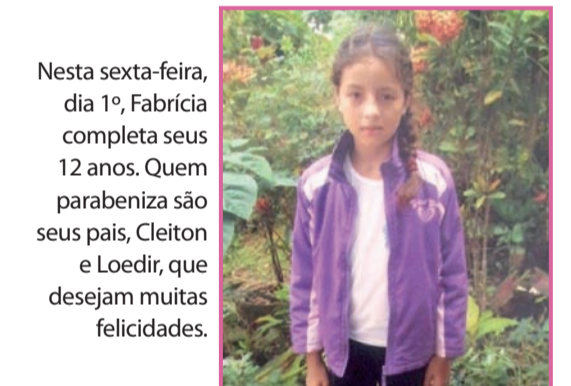 Nesta sexta-feira,
dia 1º, Fabrícia
completa seus
12 anos. Quem
parabeniza são
seus pais, Cleiton
e Loedir, que
desejam muitas
felicidades.